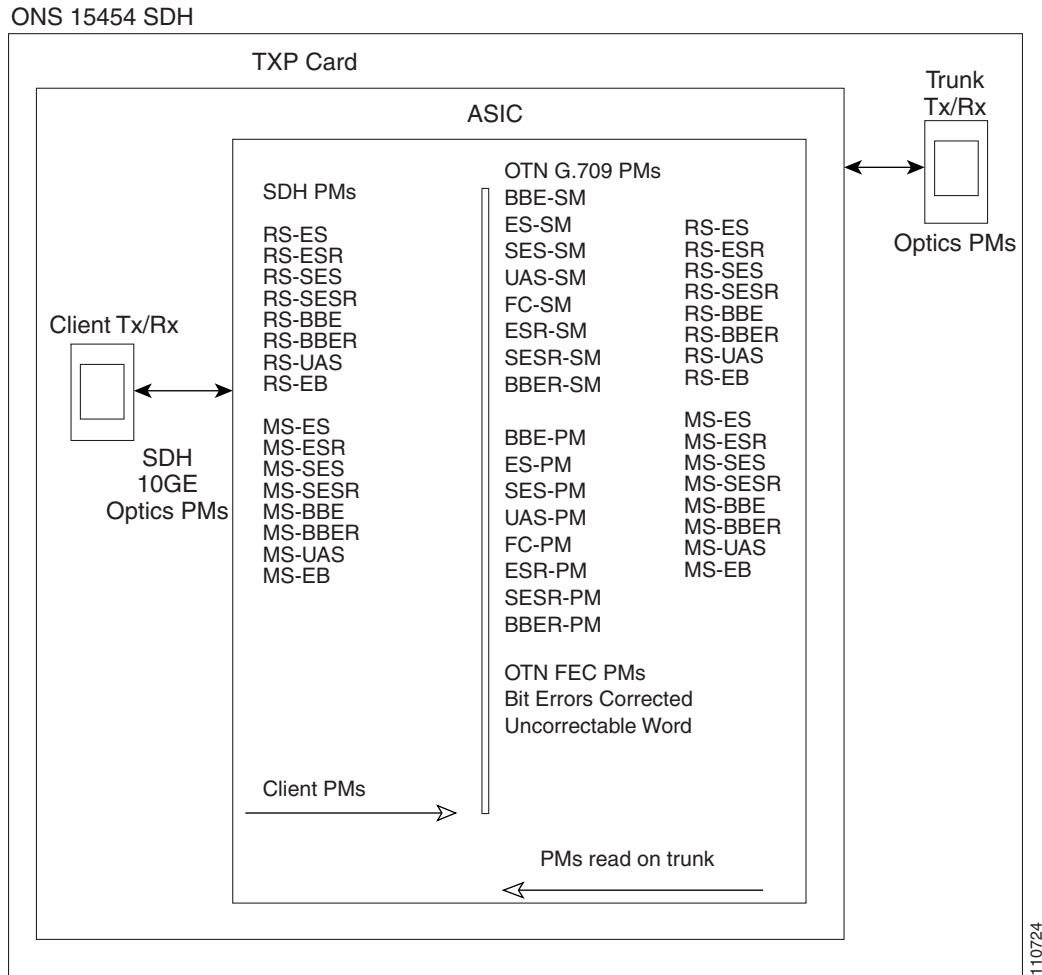 ONS 15454 SDH
TXP Card
ASIC
Trunk
Tx/Rx
Optics PMs
Client Tx/Rx
SDH
10GE
Optics PMs
SDH PMs
RS-ES
RS-ESR
RS-SES
RS-SESR
RS-BBE
RS-BBER
RS-UAS
RS-EB
MS-ES
MS-ESR
MS-SES
MS-SESR
MS-BBE
MS-BBER
MS-UAS
MS-EB
Client PMs
OTN G.709 PMs
BBE-SM
ES-SM
SES-SM
UAS-SM
FC-SM
ESR-SM
SESR-SM
BBER-SM
BBE-PM
ES-PM
SES-PM
UAS-PM
FC-PM
ESR-PM
SESR-PM
BBER-PM
OTN FEC PMs
Bit Errors Corrected
Uncorrectable Word
RS-ES
RS-ESR
RS-SES
RS-SESR
RS-BBE
RS-BBER
RS-UAS
RS-EB
MS-ES
MS-ESR
MS-SES
MS-SESR
MS-BBE
MS-BBER
MS-UAS
MS-EB
PMs read on trunk
110724